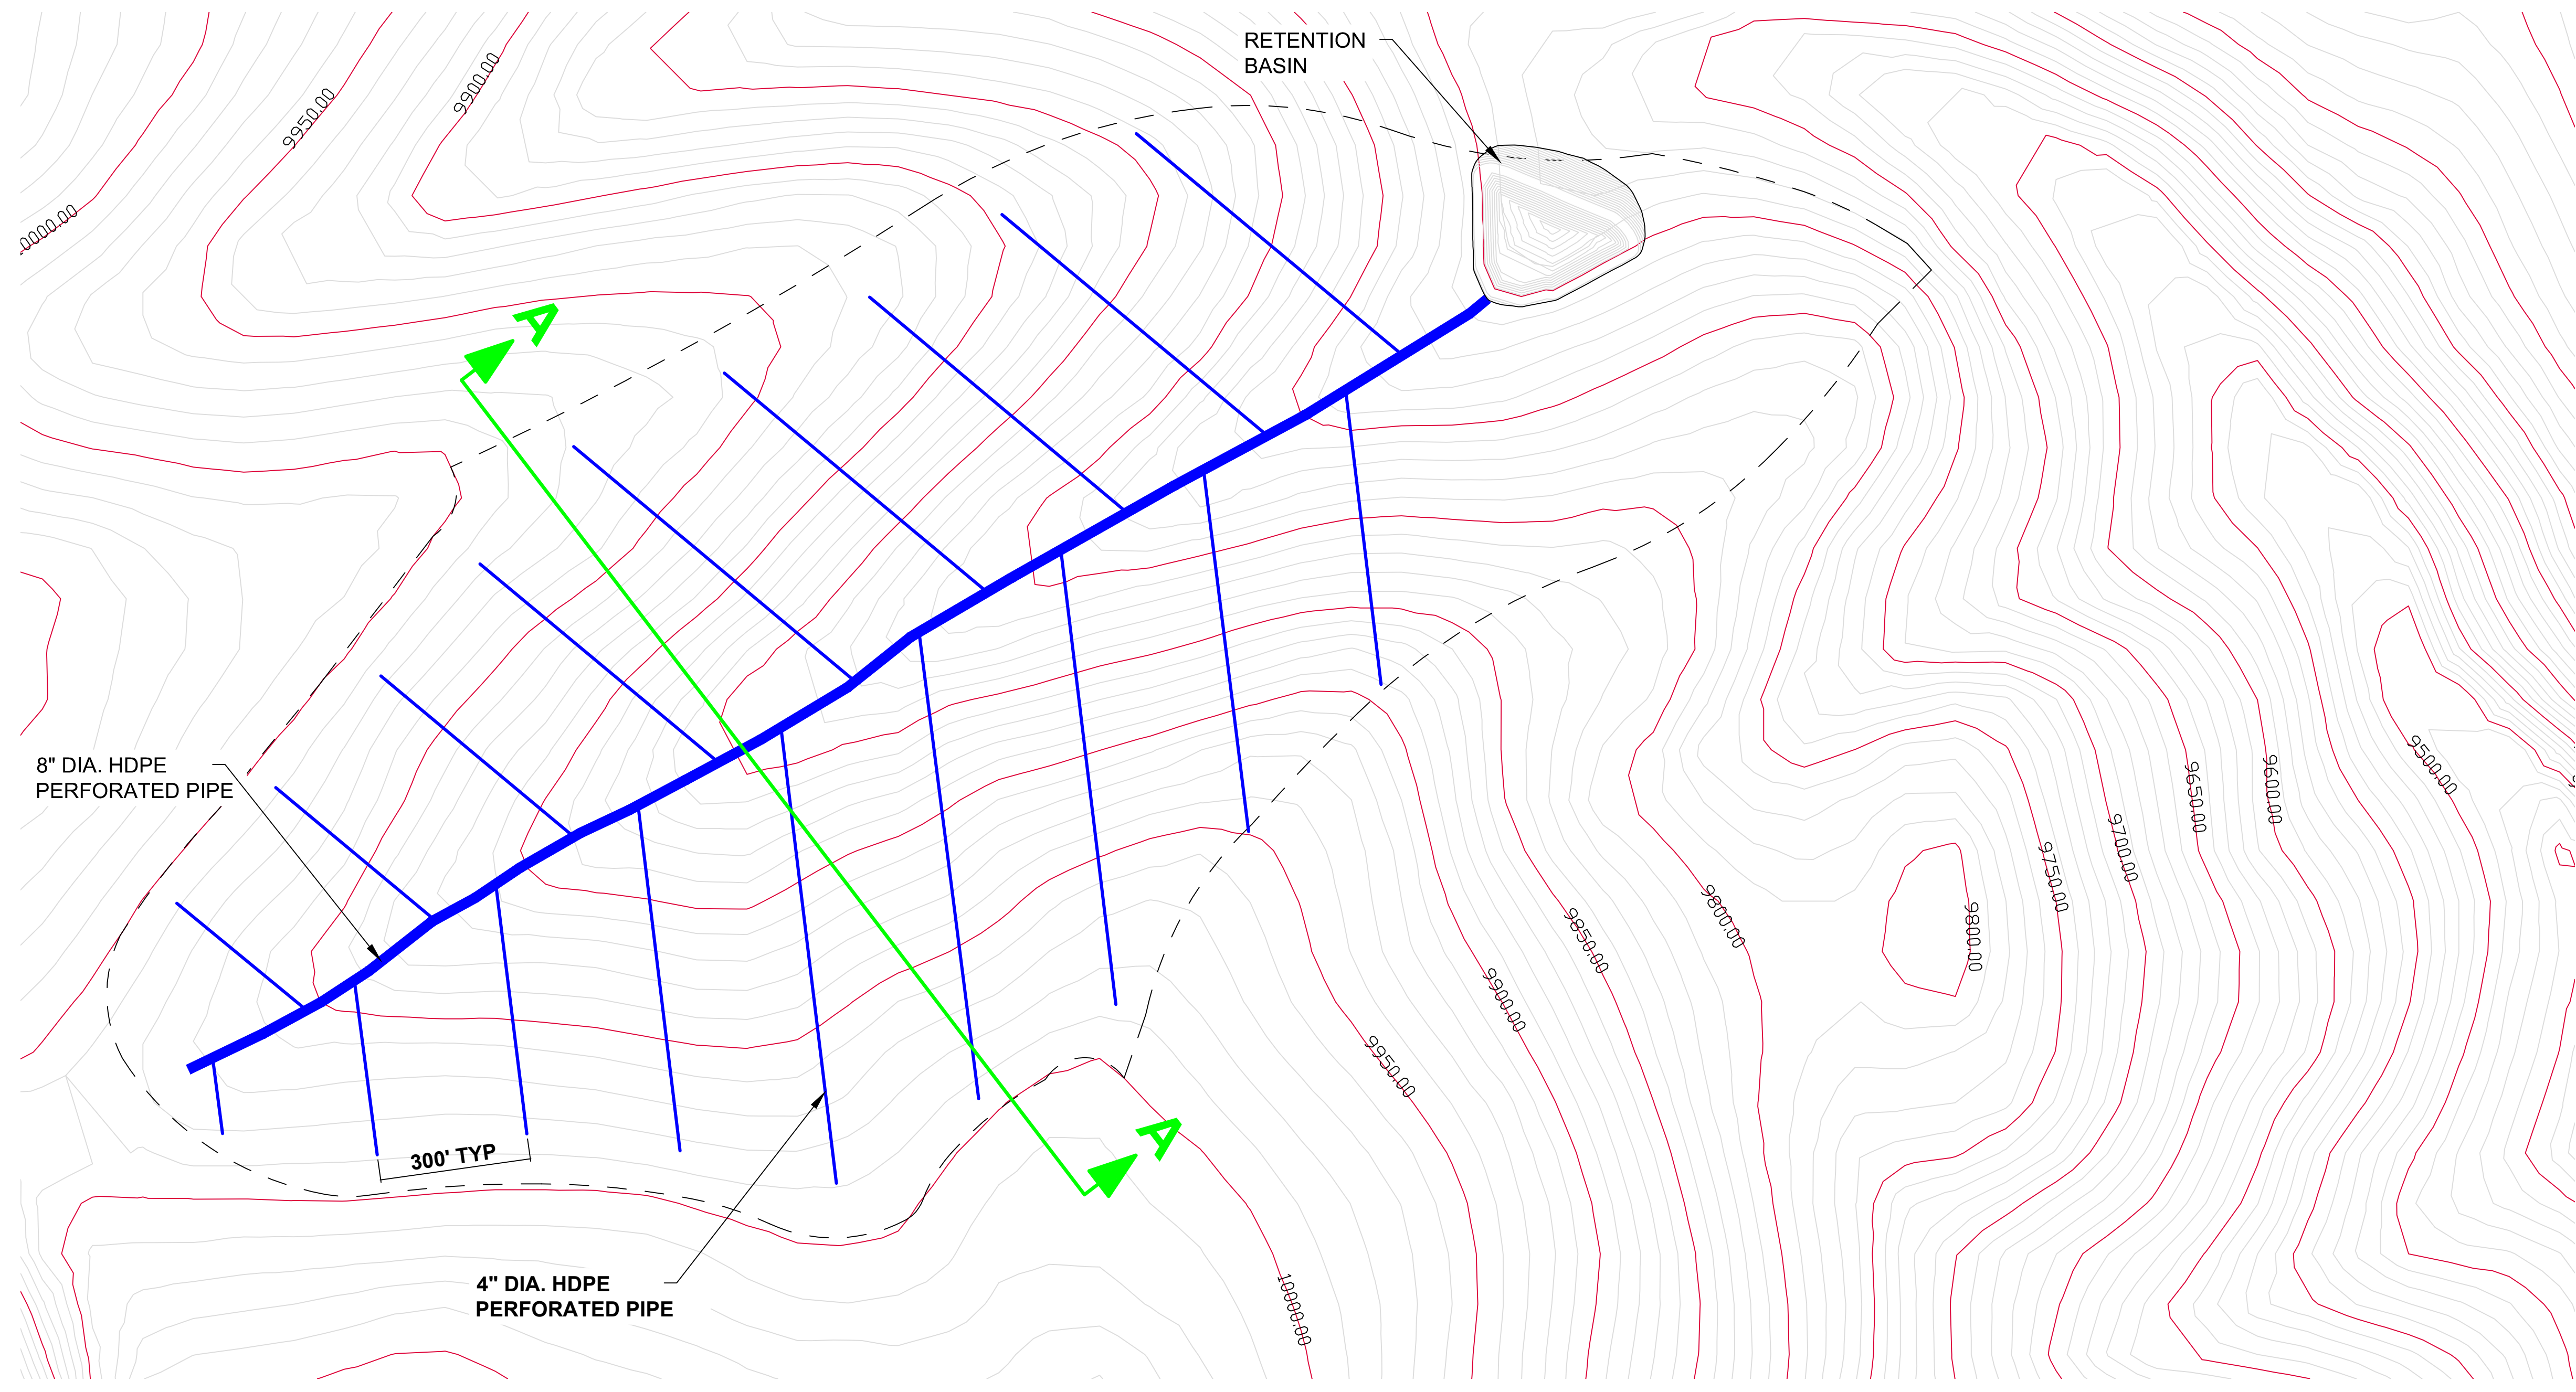 RETENTION
BASIN
9950.00
9900.00
0000.00
A
8" DIA. HDPE
PERFORATED PIPE
9500.00
9600.00
9650.00
9700.00
9750.00
9800.00
9800.00
9850.00
9900.00
9950.00
A
300' TYP
4" DIA. HDPE
PERFORATED PIPE
10000.00